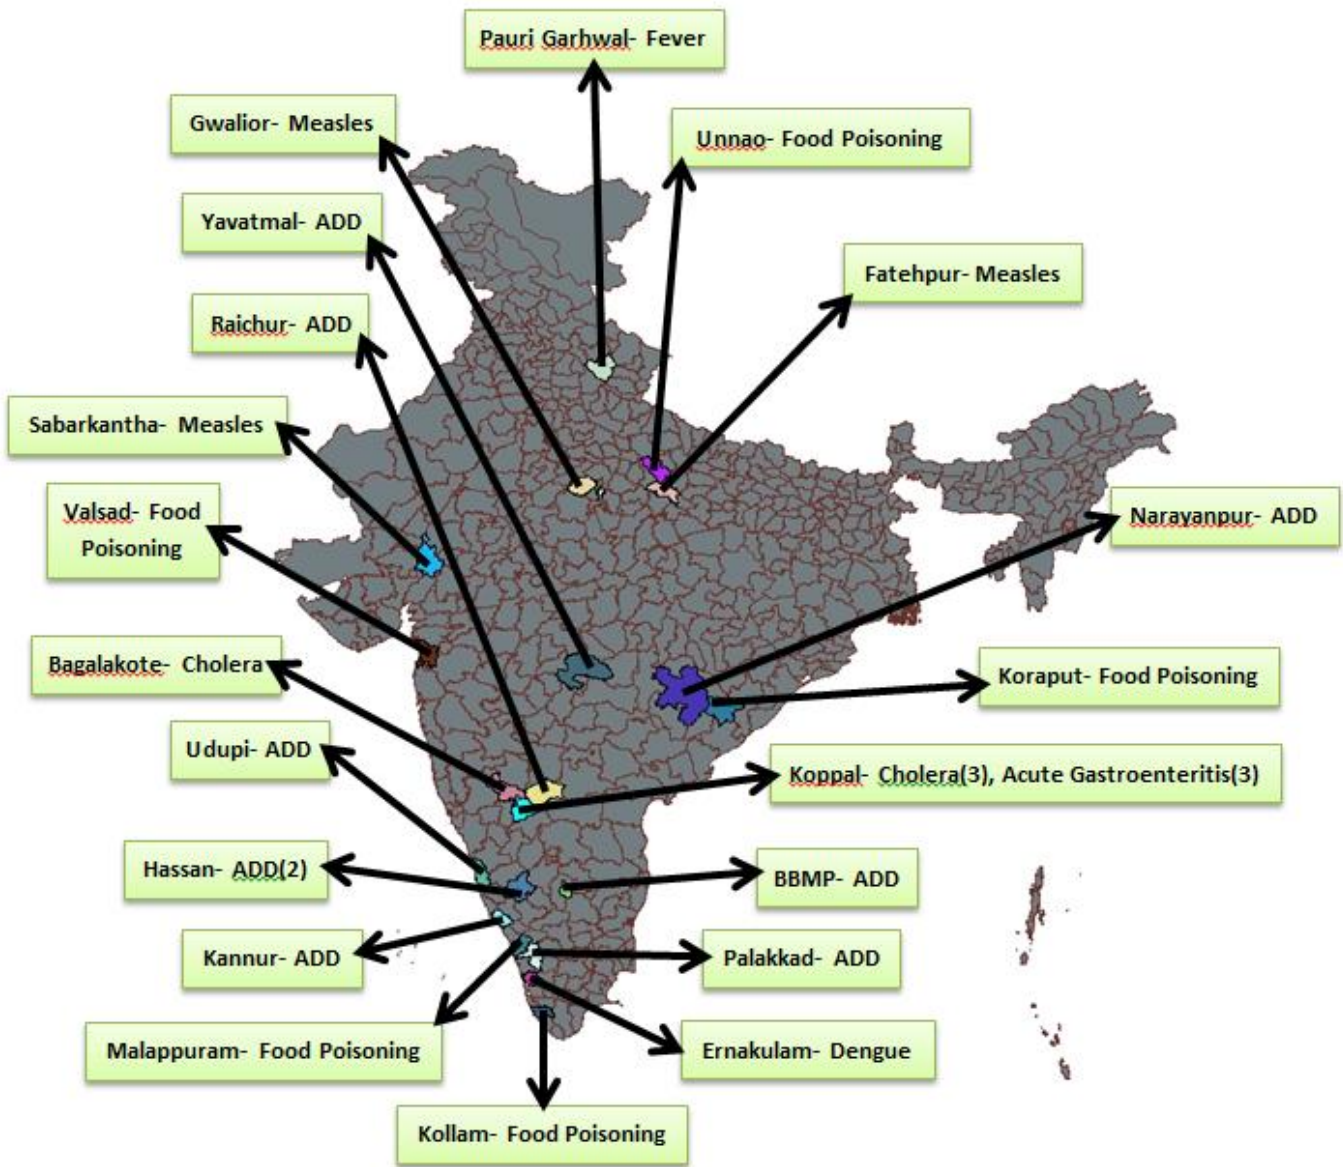 Pauri Garhwal- Fever
Gwalior- Measles
Unnao- Food Poisoning
Yavatmal- ADD
Fatehpur- Measles
Raichur- ADD
Sabarkantha- Measles
Valsad- Food
Poisoning
Narayanpur- ADD
Bagalakote- Cholera
Koraput- Food Poisoning
Udupi- ADD
Koppal- Cholera(3), Acute Gastroenteritis(3)
Hassan- ADD(2)
BBMP- ADD
Kannur- ADD
Palakkad- ADD
Malappuram- Food Poisoning
Ernakulam- Dengue
Kollam- Food Poisoning